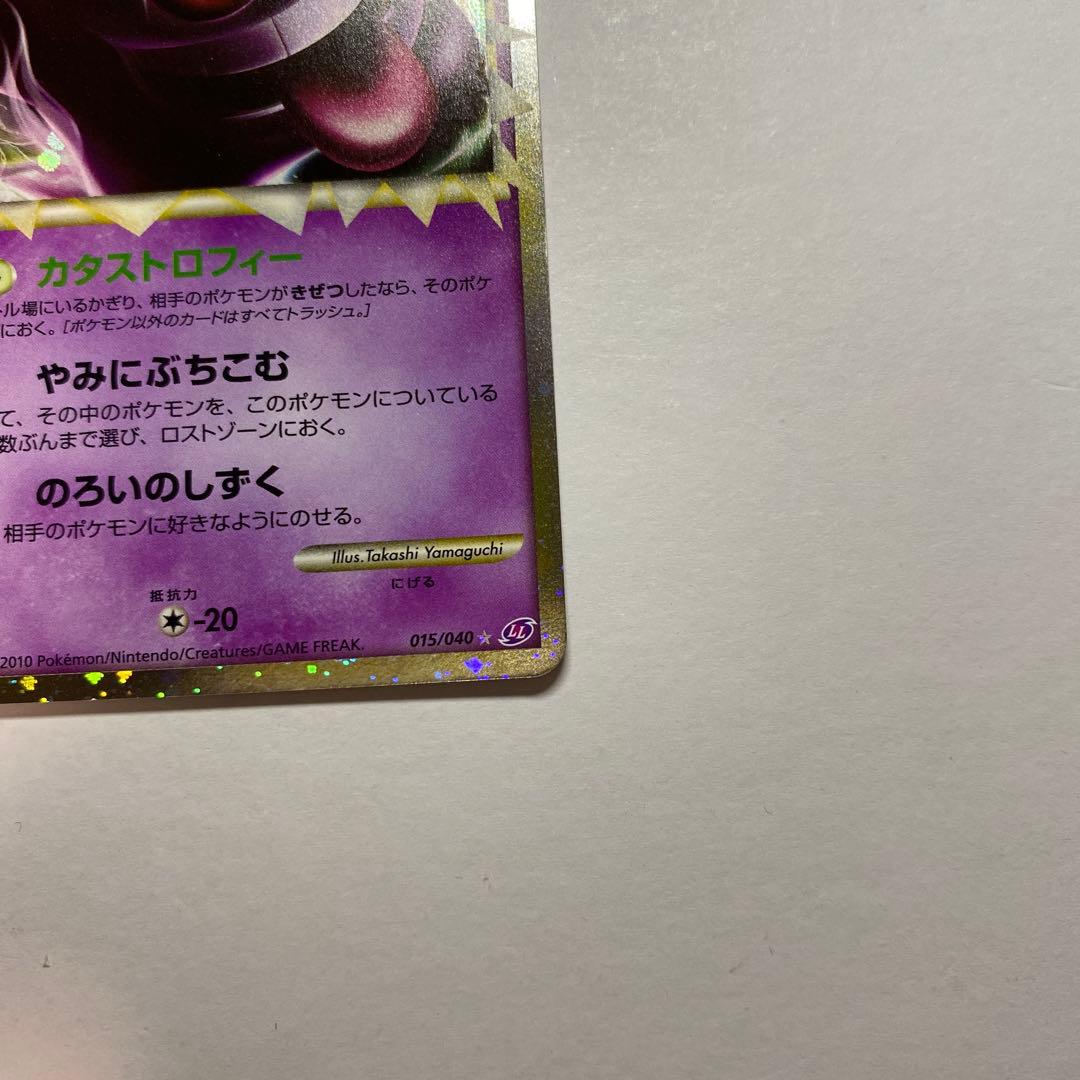 カタストロフィー
ル場にいるかぎり、相手のポケモンがきぜつしたなら、そのポケ
におく。[ポケモン以外のカードはすべてトラッシュ。]
やみにぶちこむ
て、その中のポケモンを、このポケモンについている
数ぶんまで選び、ロストゾーンにおく。
のろいのしずく
相手のポケモンに好きなようにのせる。
Illus.Takashi Yamaguchi
にげる
抵抗力
-20
015/040 LL
2010 Pokémon/Nintendo/Creatures/GAME FREAK.